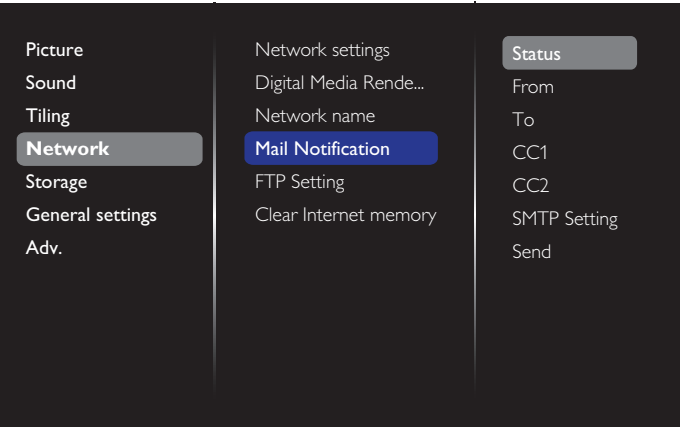 Picture
Sound
Tiling
Network
Storage
General settings
Adv.
Network settings
Digital Media Rende...
Network name
Mail Notification
FTP Setting
Clear Internet memory
Status
From
To
CC1
CC2
SMTP Setting
Send